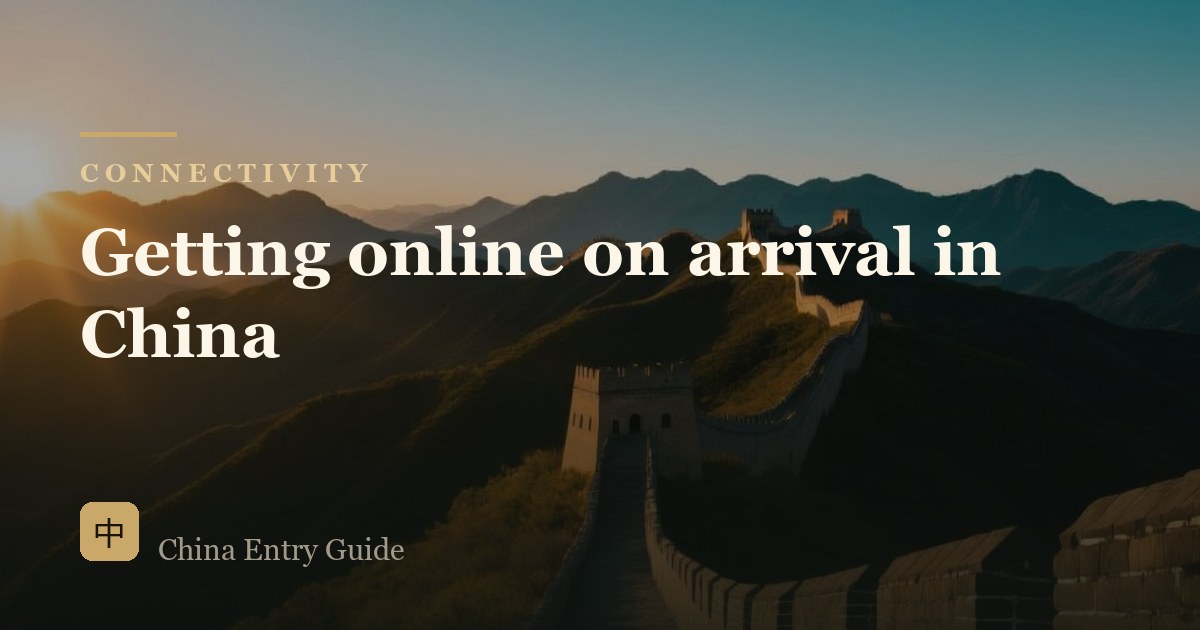 CONNECTIVITY
Getting online on arrival in
China
中
China Entry Guide